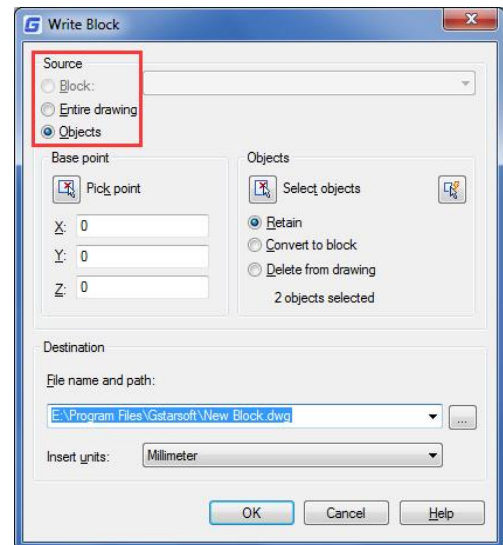 Write Block
Source
Block:
Entire drawing
Objects
Base point
Pick point
X: 0
Y: 0
Z: 0
Objects
Select objects
Retain
Convert to block
Delete from drawing
2 objects selected
Destination
File name and path:
E:\Program Files\Gstarsoft\New Block.dwg
...
Insert units: Millimeter
OK Cancel Help